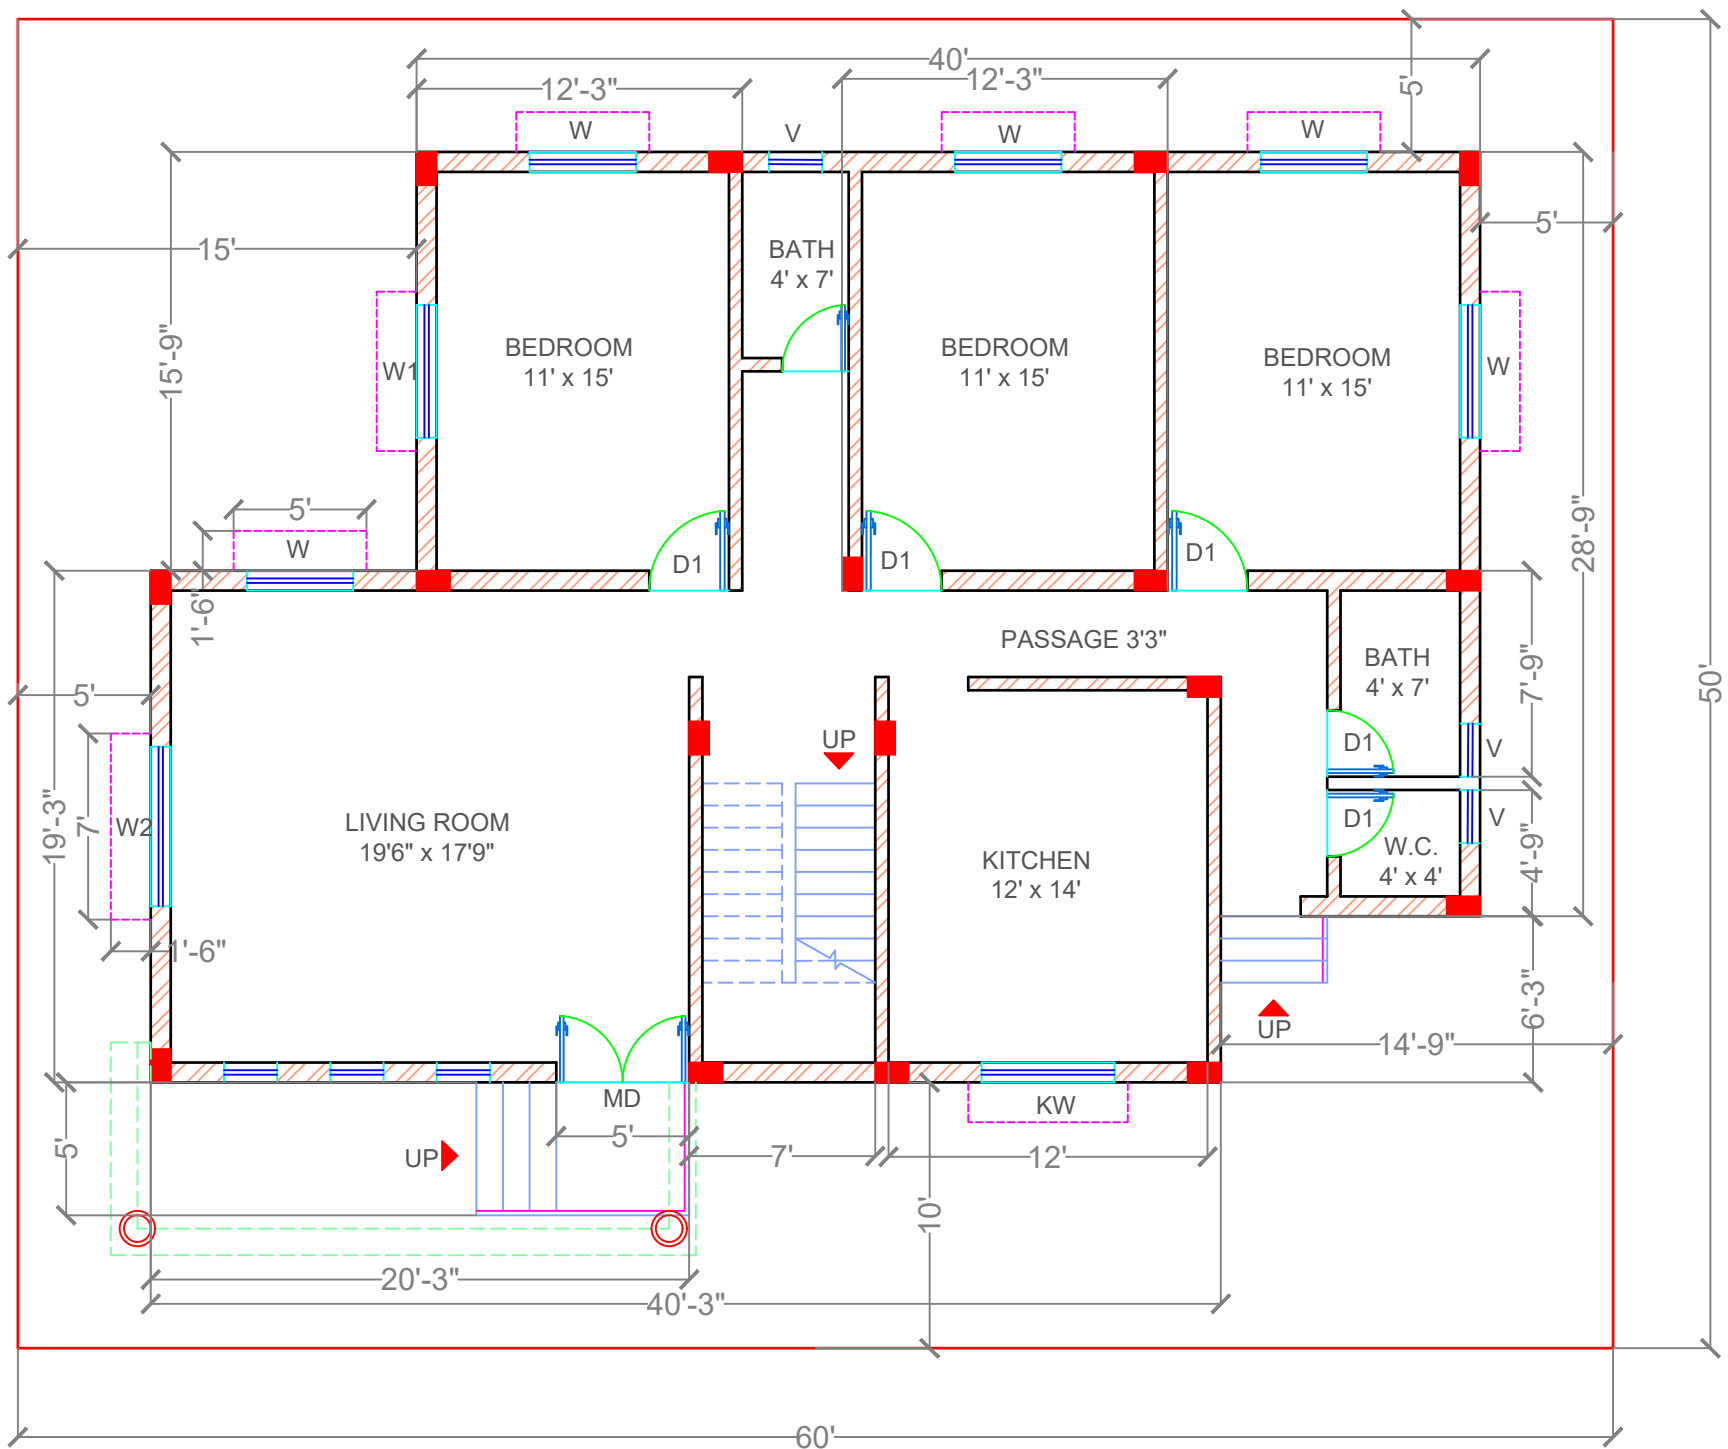 40'
12'-3"
12'-3"
5'
W
V
W
W
15'
5'
BATH
4' x 7'
15'-9"
W1
BEDROOM
11' x 15'
BEDROOM
11' x 15'
BEDROOM
11' x 15'
W
5'
W
D1
D1
D1
28'-9"
1'-6"
PASSAGE 3'3"
BATH
4' x 7'
7'-9"
50'
5'
UP
D1
V
W2
7'
19'-3"
LIVING ROOM
19'6" x 17'9"
KITCHEN
12' x 14'
D1
V
W.C.
4' x 4'
4'-9"
1'-6"
6'-3"
UP
14'-9"
MD
KW
5'
5'
UP
7'
12'
10'
20'-3"
40'-3"
60'